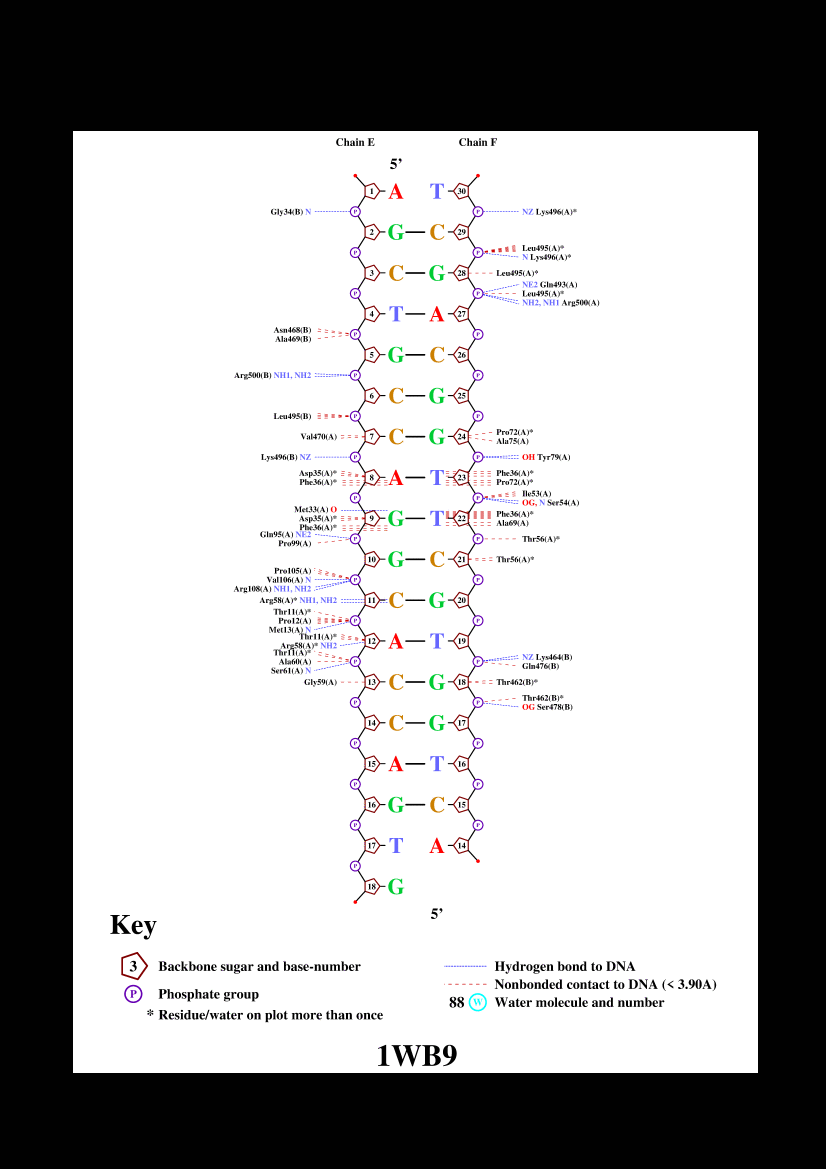 Chain E Chain F
5’
1 A T 30
P P
Gly34(B) N NZ Lys496(A)*
2 G C 29
Leu495(A)*
P P
N Lys496(A)*
3 C G 28 Leu495(A)*
NE2 Gln493(A)
P P Leu495(A)*
NH2, NH1 Arg500(A)
4 T A 27
Asn468(B)
P P
Ala469(B)
5 G C 26
Arg500(B) NH1, NH2 P P
6 C G 25
Leu495(B) P P
Pro72(A)*
Val470(A) 7 C G 24
Ala75(A)
Lys496(B) NZ P P OH Tyr79(A)
Asp35(A)* Phe36(A)*
8 A T 23
Phe36(A)* Pro72(A)*
Ile53(A)
P P
OG, N Ser54(A)
Met33(A) O
Asp35(A)* 9 G T 22 Phe36(A)*
Phe36(A)* Ala69(A)
Gln95(A) NE2
P P Thr56(A)*
Pro99(A)
10 G C 21 Thr56(A)*
Pro105(A)
Val106(A) N P P
Arg108(A) NH1, NH2
Arg58(A)* NH1, NH2 11 C G 20
Thr11(A)*
Pro12(A) P P
Met13(A) N
Thr11(A)*
12 A T 19
Arg58(A)* NH2
Thr11(A)*
NZ Lys464(B)
Ala60(A) P P
Gln476(B)
Ser61(A) N
Gly59(A) 13 C G 18 Thr462(B)*
Thr462(B)*
P P
OG Ser478(B)
14 C G 17
P P
15 A T 16
P P
16 G C 15
P P
17 T A 14
P
18 G
5’
Key
3 Backbone sugar and base-number
P Phosphate group
* Residue/water on plot more than once
Hydrogen bond to DNA
Nonbonded contact to DNA (< 3.90A)
88 W Water molecule and number
1WB9